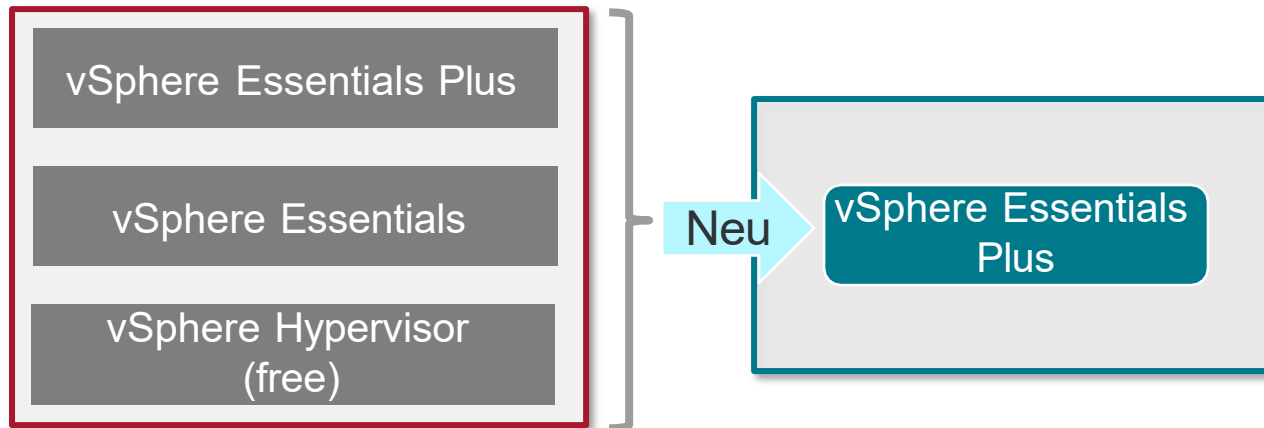 vSphere Essentials Plus
vSphere Essentials
vSphere Hypervisor
(free)
Neu
vSphere Essentials
Plus